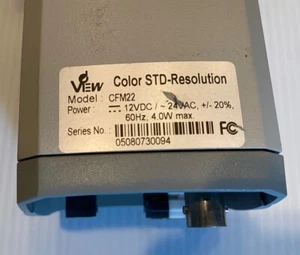 VIEW
Color STD-Resolution
Model : CFM22
Power : ⎓ 12VDC / ~ 24VAC, +/- 20%,
60Hz, 4.0W max.
Series No. :
05080730094
FC